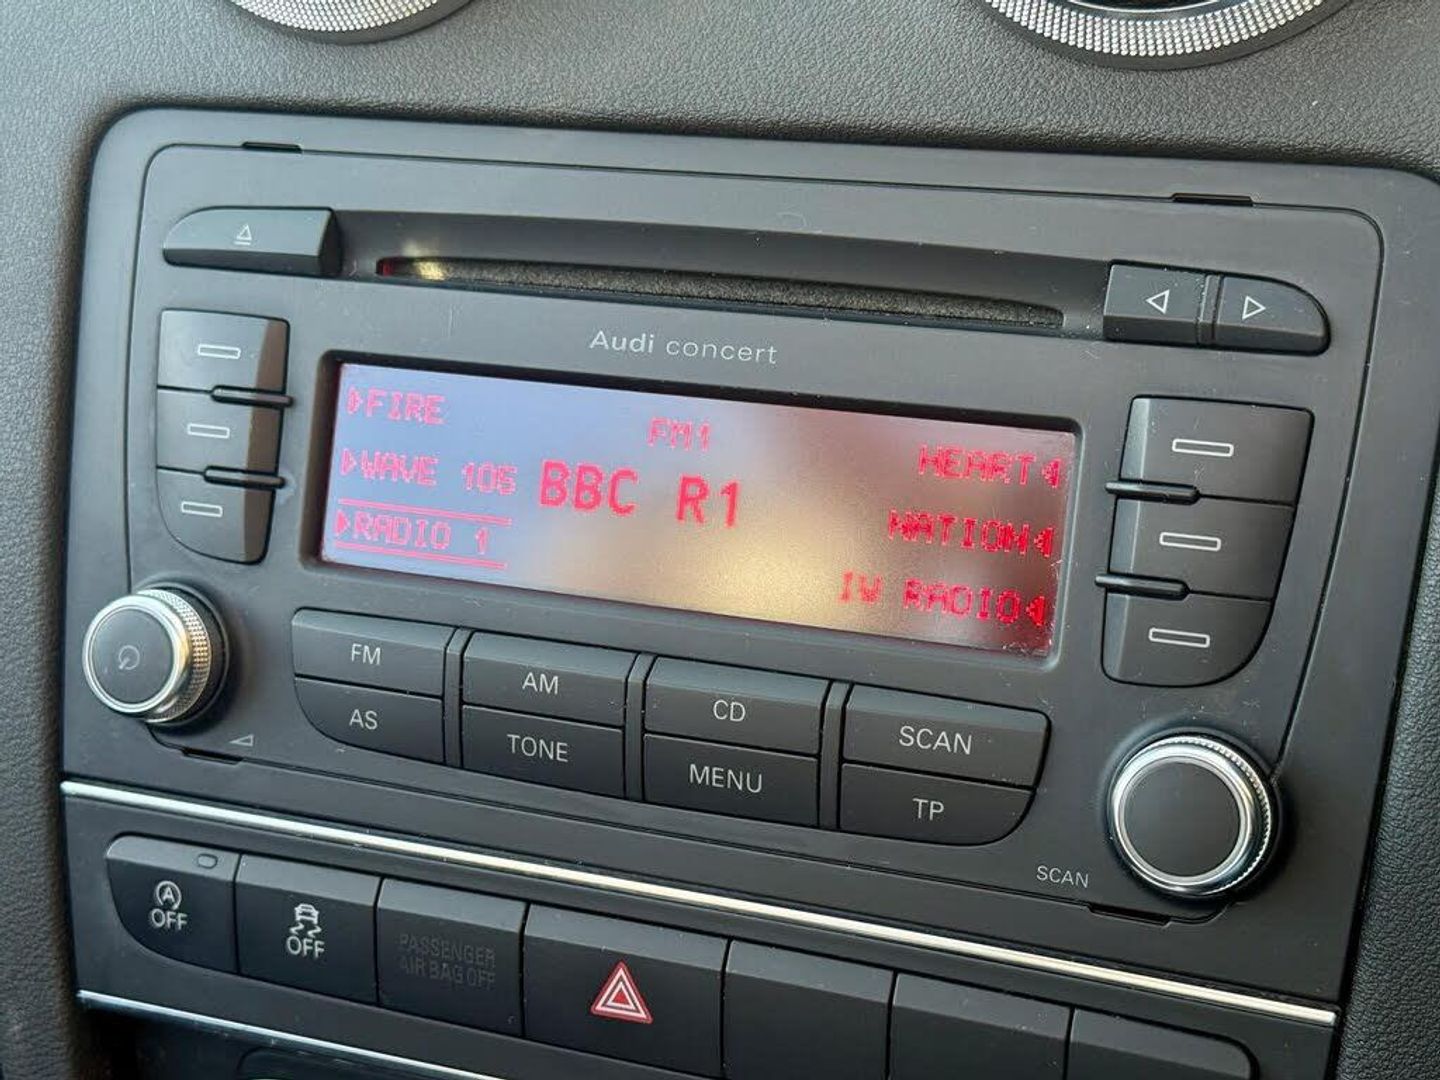 Audi concert
FIRE
FM1
HEART
WAVE 106
BBC R1
NATION
RADIO 1
IW RADIO
FM
AM
CD
SCAN
AS
TONE
MENU
TP
SCAN
A
OFF
OFF
PASSENGER
AIR BAG OFF